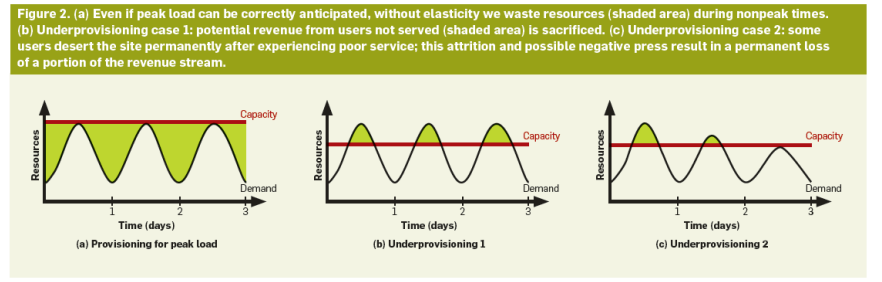 Figure 2. (a) Even if peak load can be correctly anticipated, without elasticity we waste resources (shaded area) during nonpeak times.
(b) Underprovisioning case 1: potential revenue from users not served (shaded area) is sacrificed. (c) Underprovisioning case 2: some
users desert the site permanently after experiencing poor service; this attrition and possible negative press result in a permanent loss
of a portion of the revenue stream.
Resources
Capacity
Demand
1 2 3
Time (days)
(a) Provisioning for peak load
Resources
Capacity
Demand
1 2 3
Time (days)
(b) Underprovisioning 1
Resources
Capacity
Demand
1 2 3
Time (days)
(c) Underprovisioning 2